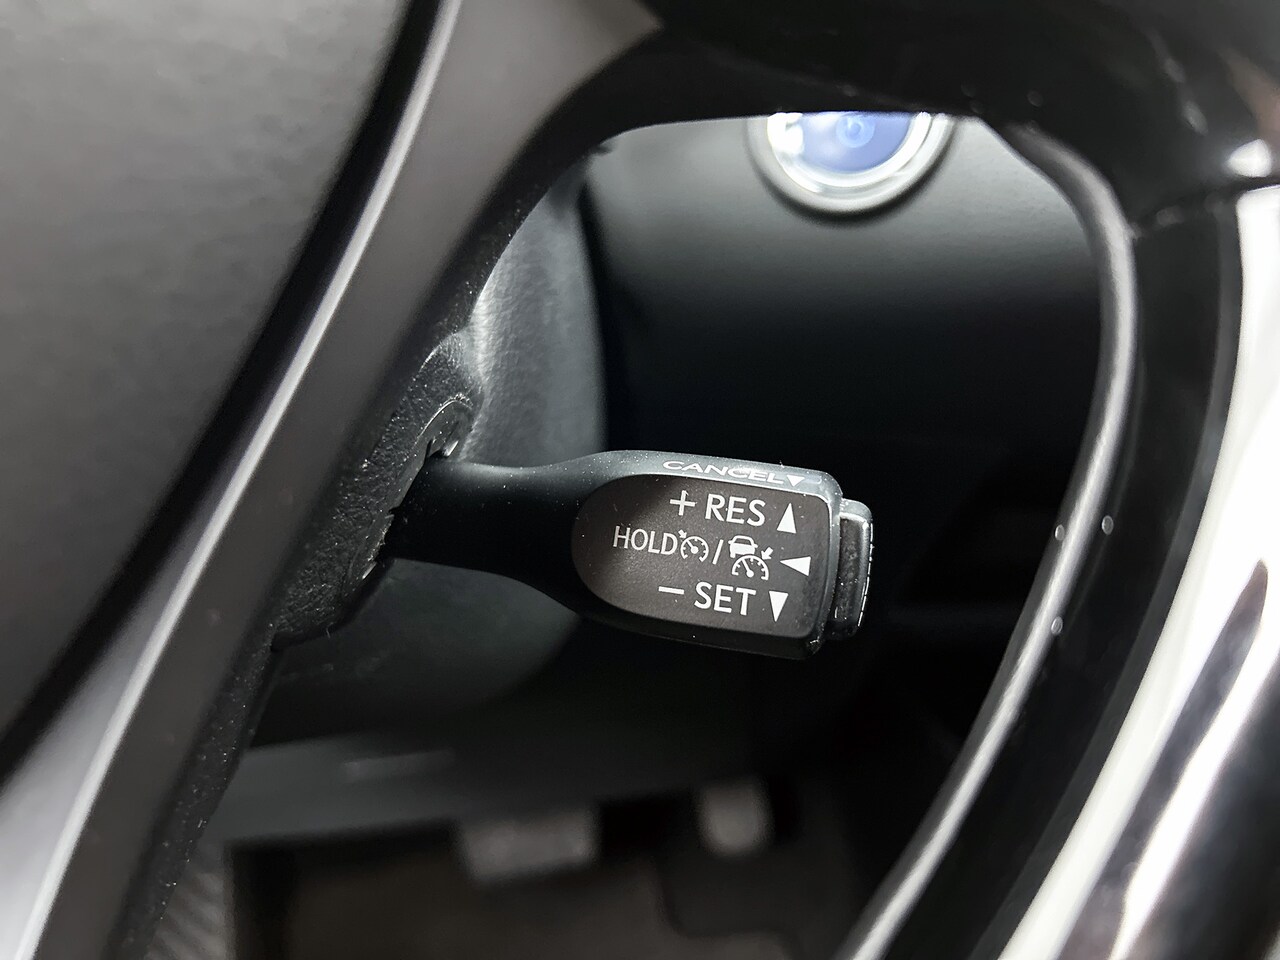 CANCEL▼
+ RES ▲
HOLD / ◀
− SET ▼